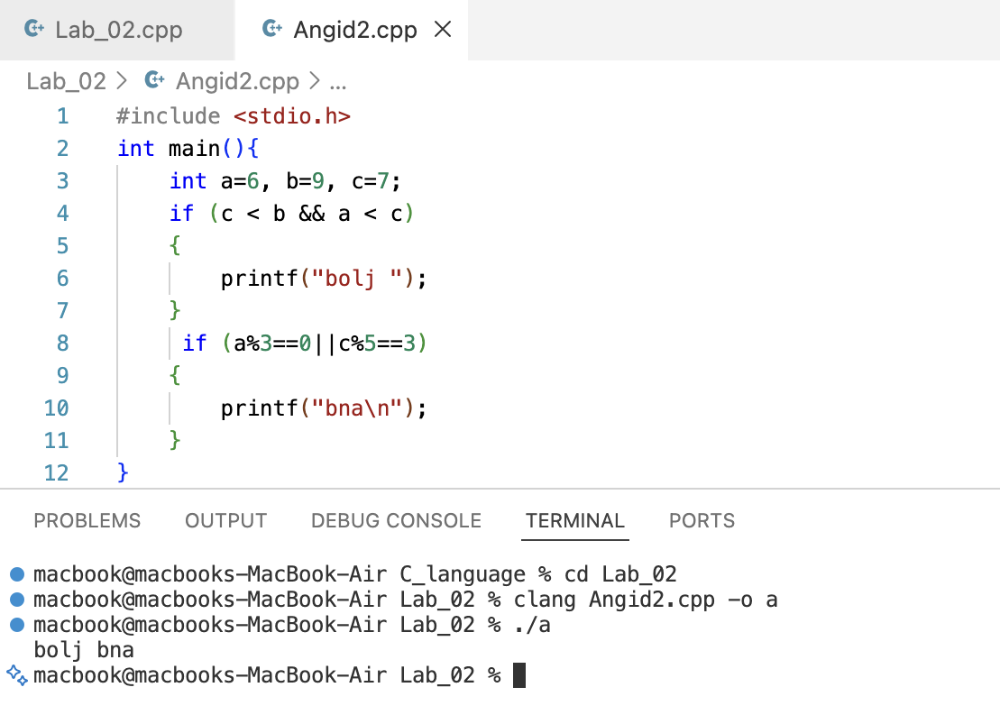 Lab_02.cpp Angid2.cpp
Lab_02 > Angid2.cpp > ...
1 #include <stdio.h>
2 int main(){
3     int a=6, b=9, c=7;
4     if (c < b && a < c)
5     {
6         printf("bolj ");
7     }
8      if (a%3==0||c%5==3)
9     {
10         printf("bna\n");
11     }
12 }
PROBLEMS OUTPUT DEBUG CONSOLE TERMINAL PORTS
macbook@macbooks-MacBook-Air C_language % cd Lab_02
macbook@macbooks-MacBook-Air Lab_02 % clang Angid2.cpp -o a
macbook@macbooks-MacBook-Air Lab_02 % ./a
bolj bna
macbook@macbooks-MacBook-Air Lab_02 %